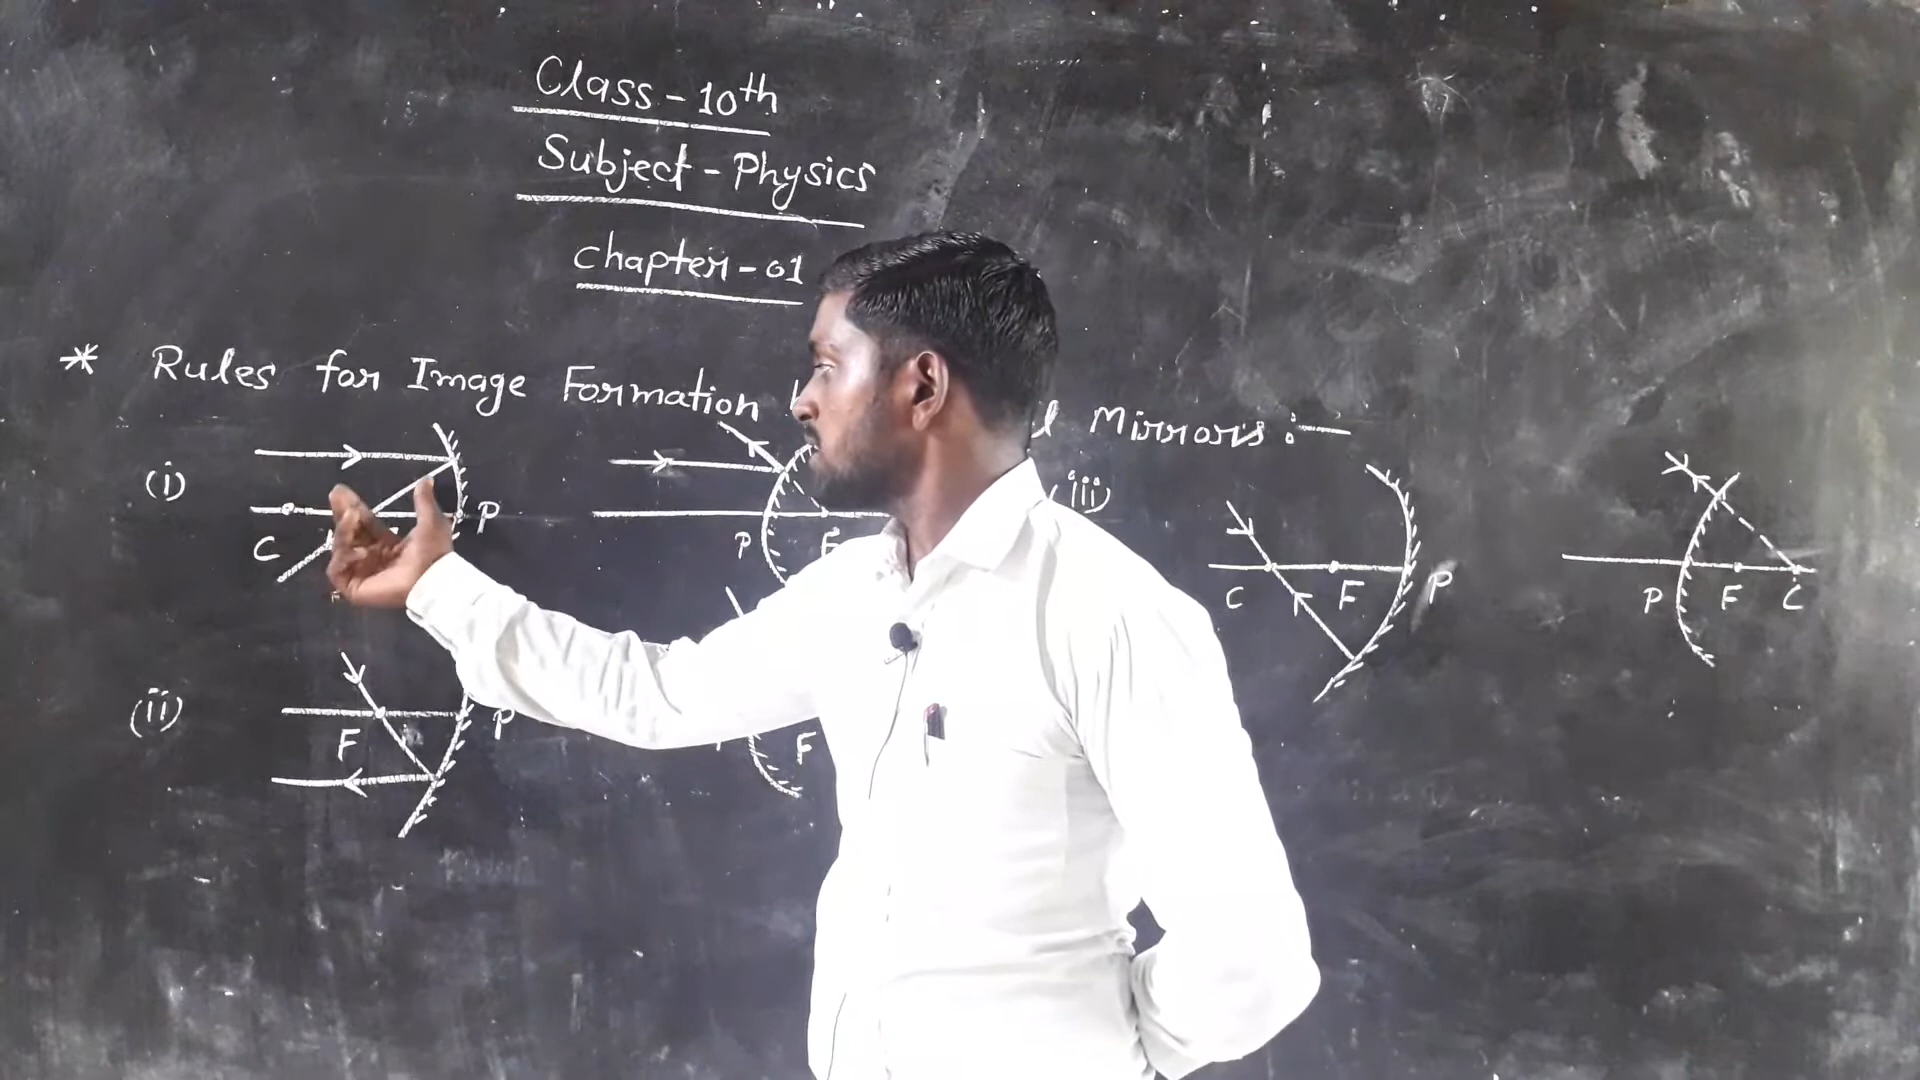 Class - 10th
Subject - Physics
chapter - 01
* Rules for Image Formation Mirrors :-
(i)
C
P
P
F
(iii)
C
F
P
P
F
C
(ii)
F
P
F